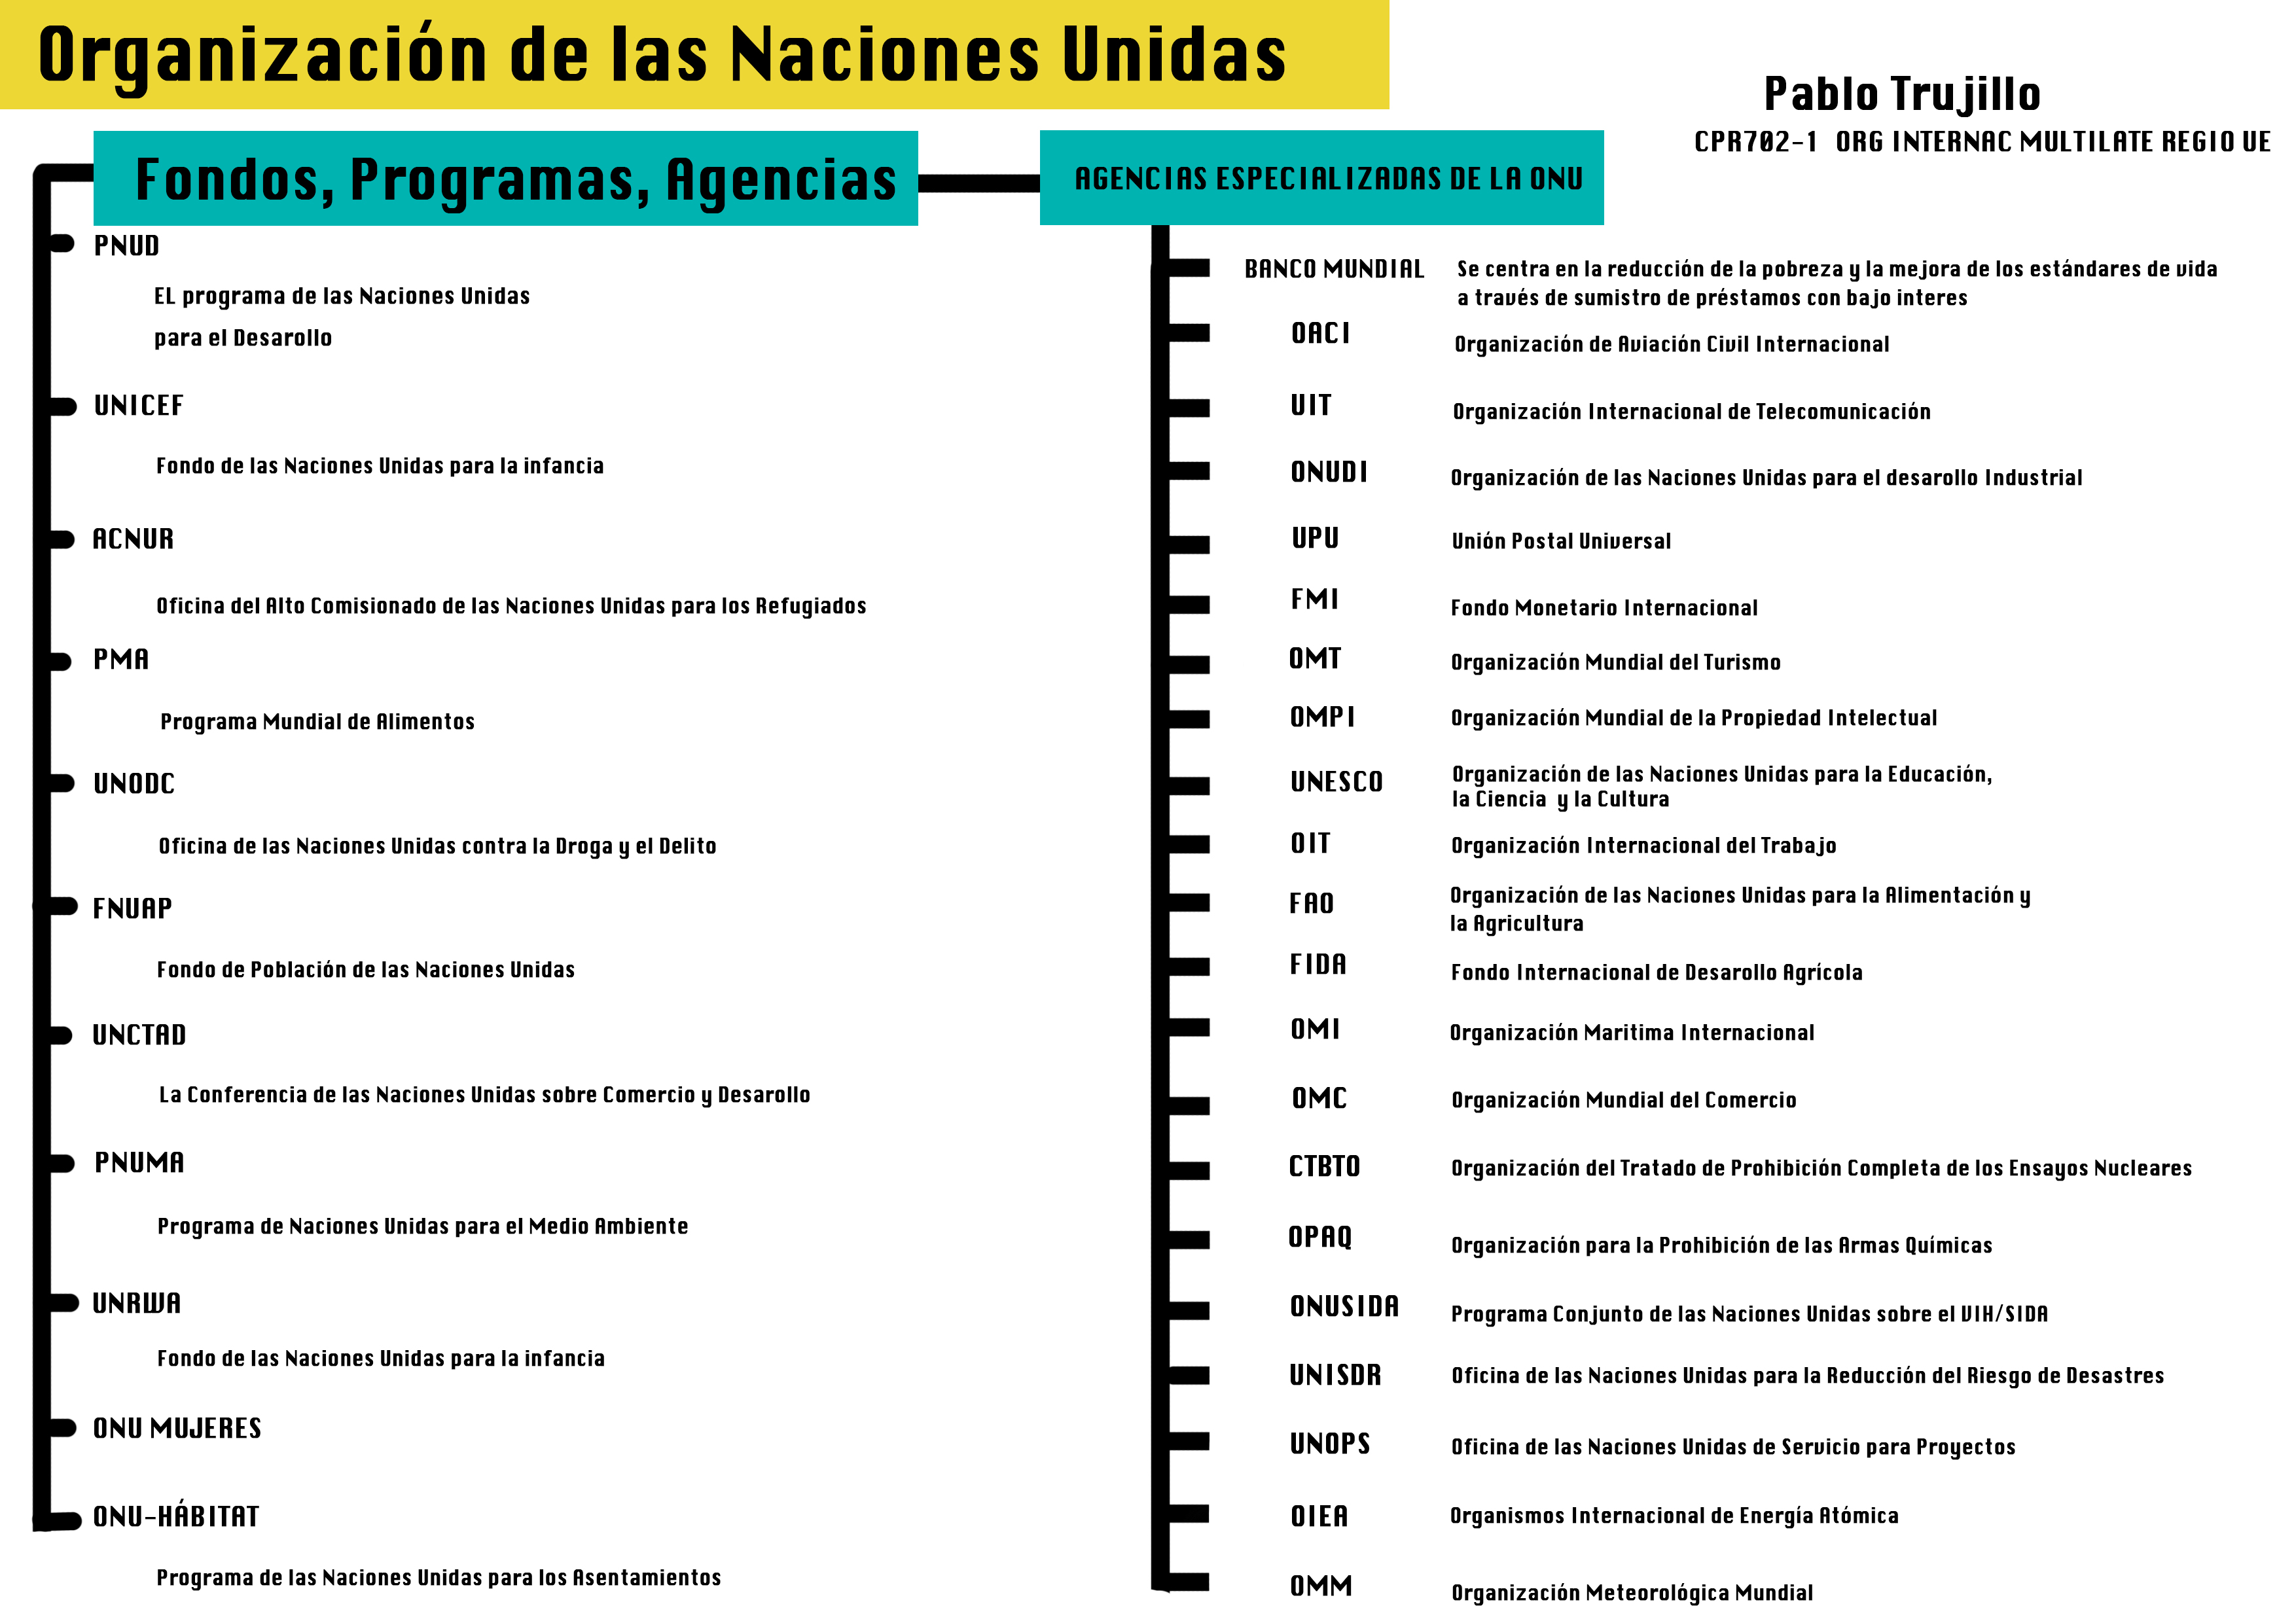 Organización de las Naciones Unidas
Pablo Trujillo
CPR702-1 ORG INTERNAC MULTILATE REGIO UE
Fondos, Programas, Agencias
PNUD
EL programa de las Naciones Unidas
para el Desarollo
UNICEF
Fondo de las Naciones Unidas para la infancia
ACNUR
Oficina del Alto Comisionado de las Naciones Unidas para los Refugiados
PMA
Programa Mundial de Alimentos
UNODC
Oficina de las Naciones Unidas contra la Droga y el Delito
FNUAP
Fondo de Población de las Naciones Unidas
UNCTAD
La Conferencia de las Naciones Unidas sobre Comercio y Desarollo
PNUMA
Programa de Naciones Unidas para el Medio Ambiente
UNRWA
Fondo de las Naciones Unidas para la infancia
ONU MUJERES
ONU-HÁBITAT
Programa de las Naciones Unidas para los Asentamientos
AGENCIAS ESPECIALIZADAS DE LA ONU
BANCO MUNDIAL Se centra en la reducción de la pobreza y la mejora de los estándares de vida
a través de sumistro de préstamos con bajo interes
OACI Organización de Aviación Civil Internacional
UIT Organización Internacional de Telecomunicación
ONUDI Organización de las Naciones Unidas para el desarollo Industrial
UPU Unión Postal Universal
FMI Fondo Monetario Internacional
OMT Organización Mundial del Turismo
OMPI Organización Mundial de la Propiedad Intelectual
UNESCO Organización de las Naciones Unidas para la Educación,
la Ciencia y la Cultura
OIT Organización Internacional del Trabajo
FAO Organización de las Naciones Unidas para la Alimentación y
la Agricultura
FIDA Fondo Internacional de Desarollo Agrícola
OMI Organización Maritima Internacional
OMC Organización Mundial del Comercio
CTBTO Organización del Tratado de Prohibición Completa de los Ensayos Nucleares
OPAQ Organización para la Prohibición de las Armas Químicas
ONUSIDA Programa Conjunto de las Naciones Unidas sobre el VIH/SIDA
UNISDR Oficina de las Naciones Unidas para la Reducción del Riesgo de Desastres
UNOPS Oficina de las Naciones Unidas de Servicio para Proyectos
OIEA Organismos Internacional de Energía Atómica
OMM Organización Meteorológica Mundial